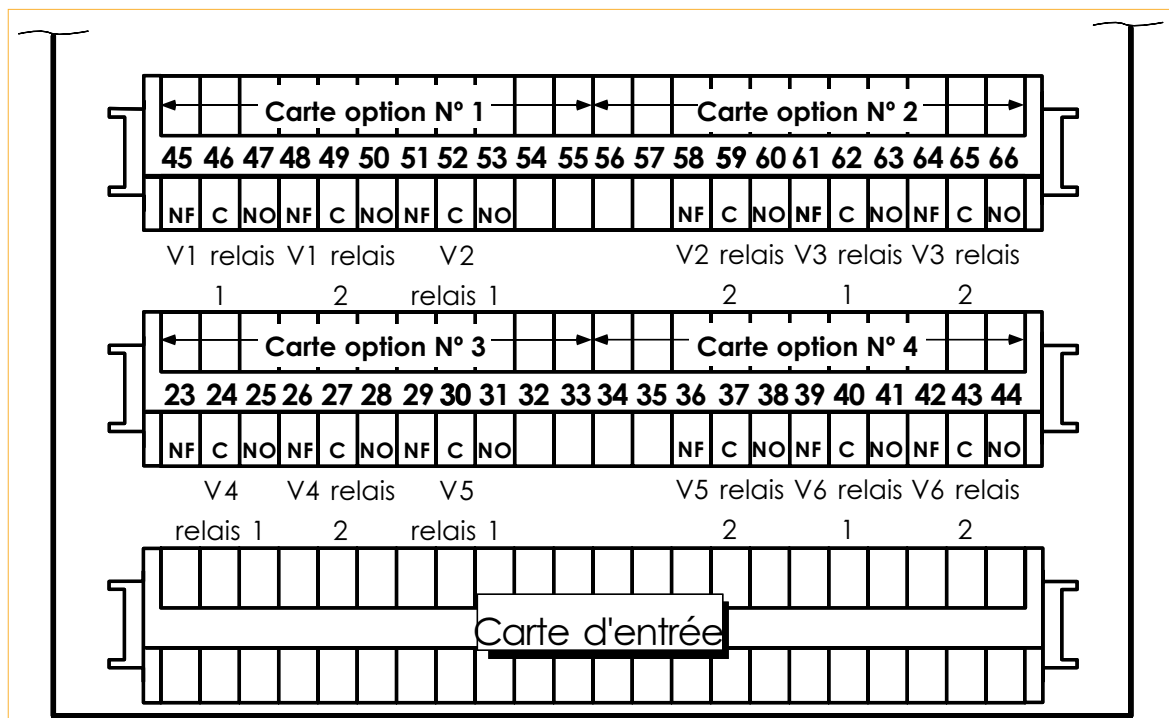 Carte option Nº 1 Carte option Nº 2
45 46 47 48 49 50 51 52 53 54 55 56 57 58 59 60 61 62 63 64 65 66
NF C NO NF C NO NF C NO NF C NO NF C NO NF C NO
V1 relais V1 relais V2 V2 relais V3 relais V3 relais
1 2 relais 1 2 1 2
Carte option Nº 3 Carte option Nº 4
23 24 25 26 27 28 29 30 31 32 33 34 35 36 37 38 39 40 41 42 43 44
NF C NO NF C NO NF C NO NF C NO NF C NO NF C NO
V4 V4 relais V5 V5 relais V6 relais V6 relais
relais 1 2 relais 1 2 1 2
Carte d'entrée